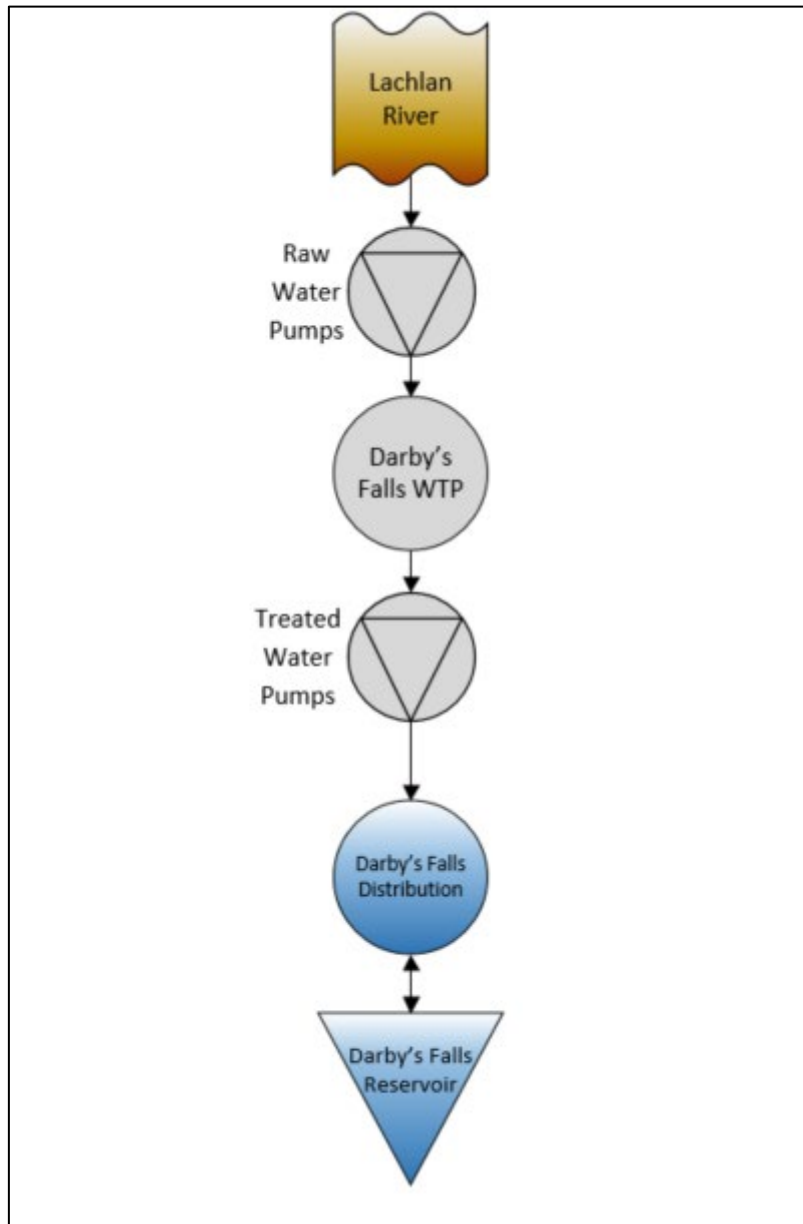 Lachlan
River
Raw
Water
Pumps
Darby’s
Falls WTP
Treated
Water
Pumps
Darby’s Falls
Distribution
Darby’s Falls
Reservoir